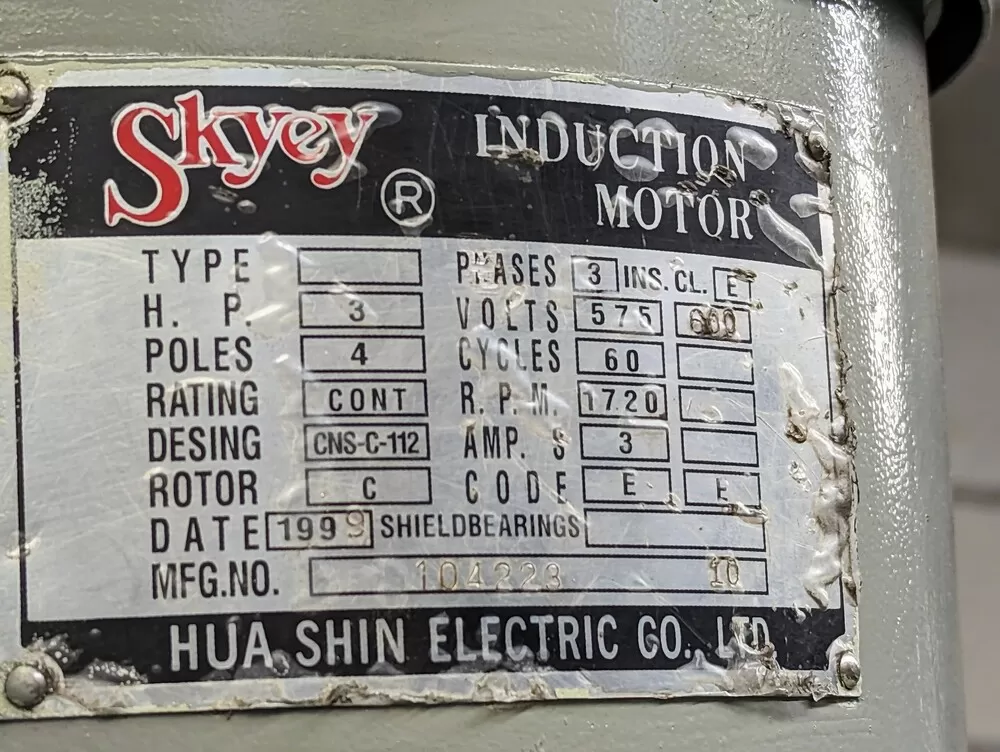 Skyey ® INDUCTION
MOTOR
TYPE PHASES 3 INS. CL. E
H. P. 3 VOLTS 575 600
POLES 4 CYCLES 60
RATING CONT R. P. M. 1720
DESING CNS-C-112 AMP. S 3
ROTOR C CODE E E
DATE 1999 SHIELDBEARINGS
MFG.NO. 104223 10
HUA SHIN ELECTRIC CO., LTD